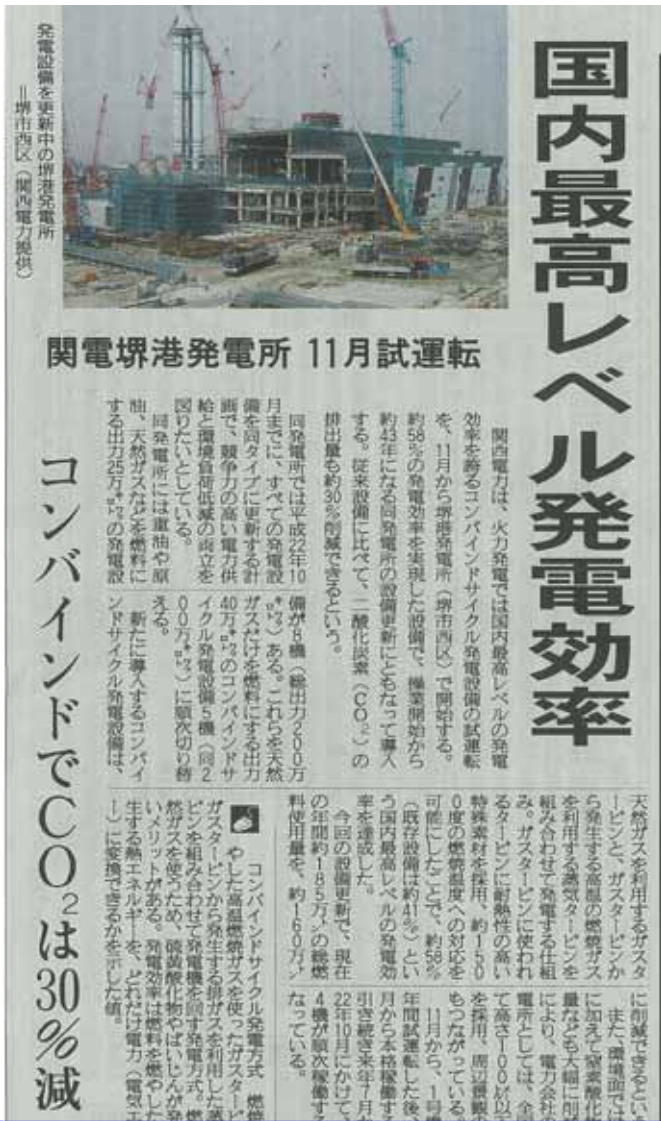 国内最高レベル発電効率
関電堺港発電所 11月試運転
コンバインドでCO₂は30%減
発電設備を更新中の堺港発電所
=堺市西区(関西電力提供)
関西電力は、火力発電では国内最高レベルの発電
効率を誇るコンバインドサイクル発電設備の試運転
を、11月から堺港発電所(堺市西区)で開始する。
約58%の発電効率を実現した設備で、操業開始から
約43年になる同発電所の設備更新にともなって導入
する。従来設備に比べて、二酸化炭素(CO₂)の
排出量も約30%削減できるという。
同発電所では平成22年10
月までに、すべての発電設
備を同タイプに更新する計
画で、競争力の高い電力供
給と環境負荷低減の両立を
図りたいとしている。
同発電所には重油や原
油、天然ガスなどを燃料に
する出力25万㌔㍗の発電設
備が8機(総出力200万
㌔㍗)ある。これらを天然
ガスだけを燃料にする出力
40万㌔㍗のコンバインドサ
イクル発電設備5機(同2
00万㌔㍗)に順次切り替
える。
新たに導入するコンバイ
ンドサイクル発電設備は、
天然ガスを利用するガスタ
ービンと、ガスタービンか
ら発生する高温の燃焼ガス
を利用する蒸気タービンを
組み合わせて発電する仕組
み。ガスタービンに使われ
るタービンに耐熱性の高い
特殊素材を採用、約150
0度の燃焼温度への対応を
可能にしたことで、約58%
(既存設備は約41%)とい
う国内最高レベルの発電効
率を達成した。
今回の設備更新で、現在
の年間約185万㌧の総燃
料使用量を、約160万㌧
に削減できるという
また、環境面では
に加えて窒素酸化物
量なども大幅に削減
により、電力会社の
電所としては、全国
て高さ100㍍以下
を採用、周辺景観の
もつながっている。
11月から、1号機
年間試運転した後、
月から本格稼働する
引き続き来年7月か
22年10月にかけて、
4機が順次稼働する
なっている。
コンバインドサイクル発電方式 燃焼
やした高温燃焼ガスを使ったガスタービ
ガスタービンから発生する排ガスを利用した蒸
ビンを組み合わせて発電機を回す発電方式。燃
然ガスを使うため、硫黄酸化物やばいじんが発
いメリットがある。発電効率は燃料を燃やした
生する熱エネルギーを、どれだけ電力(電気エ
ー)に変換できるかを示した値。